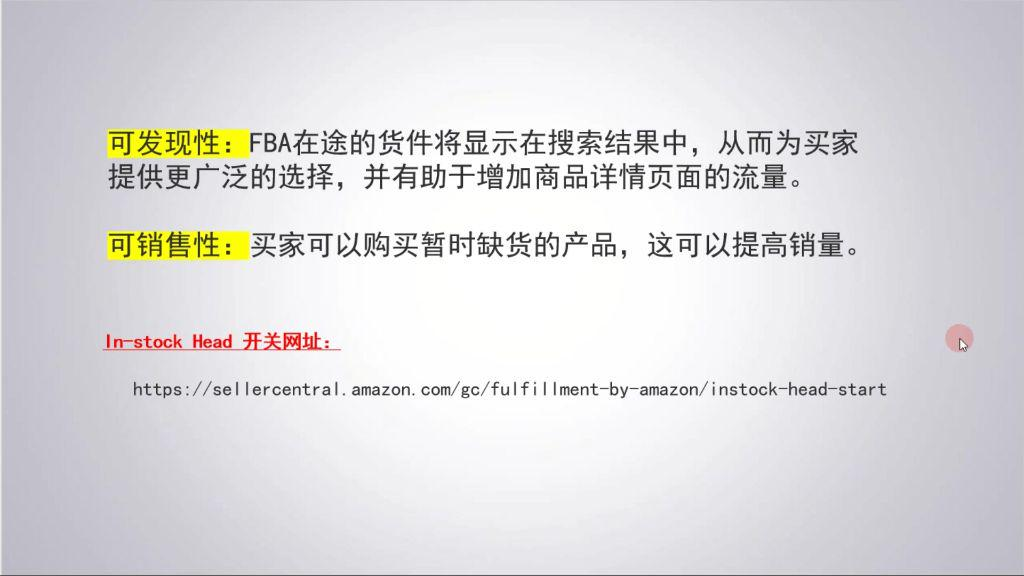 可发现性：FBA在途的货件将显示在搜索结果中，从而为买家
提供更广泛的选择，并有助于增加商品详情页面的流量。
可销售性：买家可以购买暂时缺货的产品，这可以提高销量。
In-stock Head 开关网址：
https://sellercentral.amazon.com/gc/fulfillment-by-amazon/instock-head-start